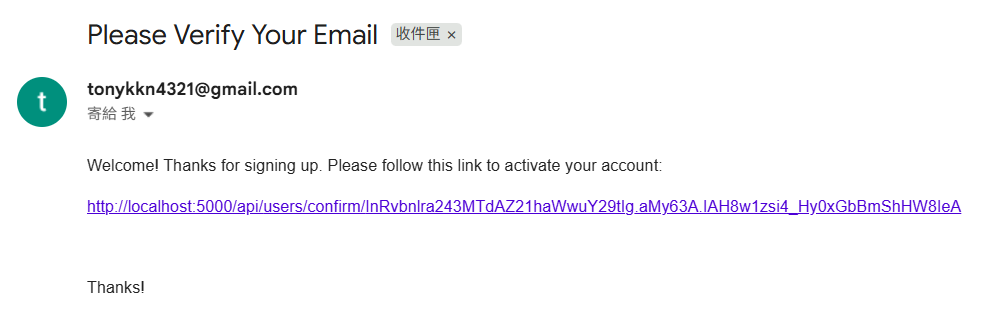 Please Verify Your Email 收件匣 ×
t
tonykkn4321@gmail.com
寄給 我
Welcome! Thanks for signing up. Please follow this link to activate your account:
http://localhost:5000/api/users/confirm/InRvbnlra243MTdAZ21haWwuY29tIg.aMy63A.IAH8w1zsi4_Hy0xGbBmShHW8IeA
Thanks!